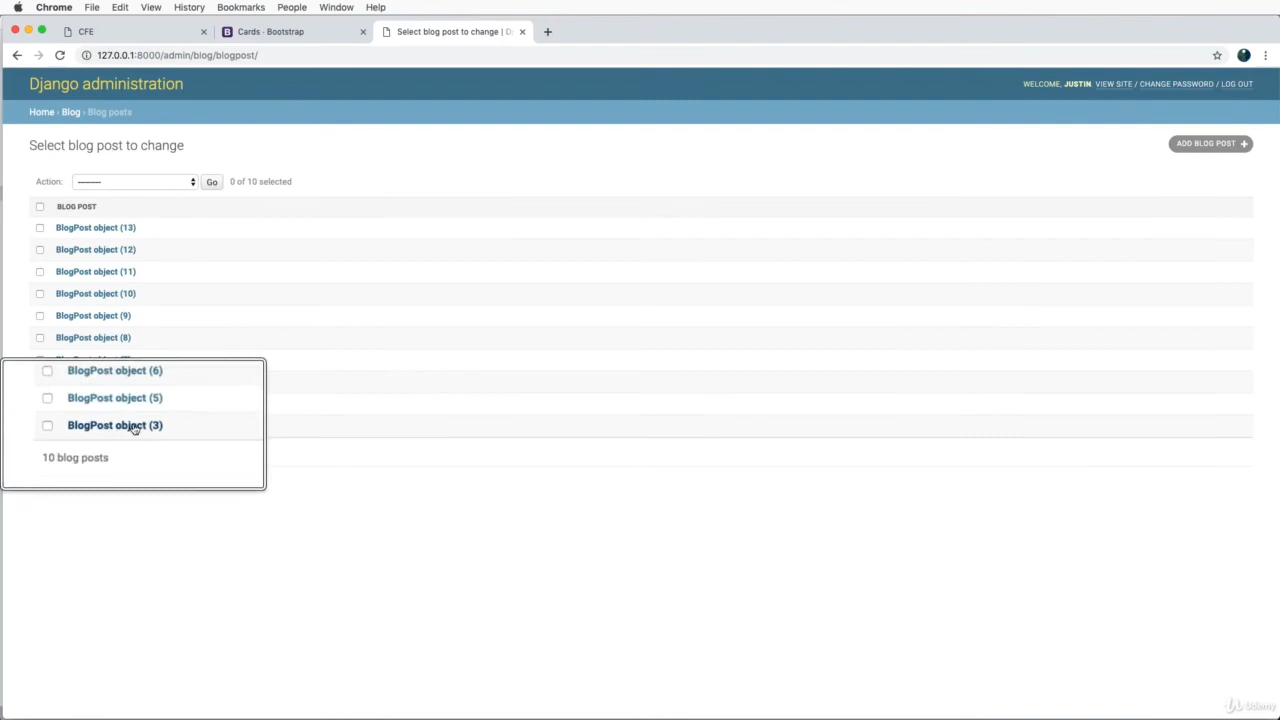 Chrome File Edit View History Bookmarks People Window Help
CFE
Cards · Bootstrap
Select blog post to change | D
127.0.0.1:8000/admin/blog/blogpost/
Django administration
WELCOME, JUSTIN. VIEW SITE / CHANGE PASSWORD / LOG OUT
Home › Blog › Blog posts
Select blog post to change
ADD BLOG POST +
Action: --------- Go 0 of 10 selected
BLOG POST
BlogPost object (13)
BlogPost object (12)
BlogPost object (11)
BlogPost object (10)
BlogPost object (9)
BlogPost object (8)
BlogPost object (6)
BlogPost object (5)
BlogPost object (3)
10 blog posts
Udemy